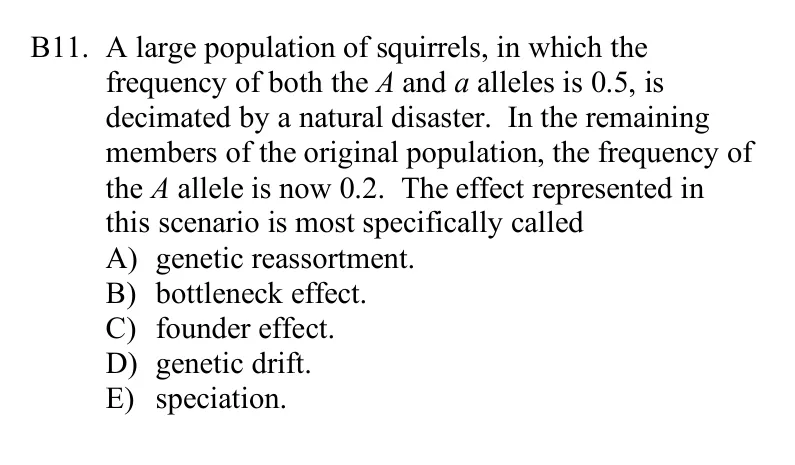 B11. A large population of squirrels, in which the
frequency of both the A and a alleles is 0.5, is
decimated by a natural disaster. In the remaining
members of the original population, the frequency of
the A allele is now 0.2. The effect represented in
this scenario is most specifically called
A) genetic reassortment.
B) bottleneck effect.
C) founder effect.
D) genetic drift.
E) speciation.